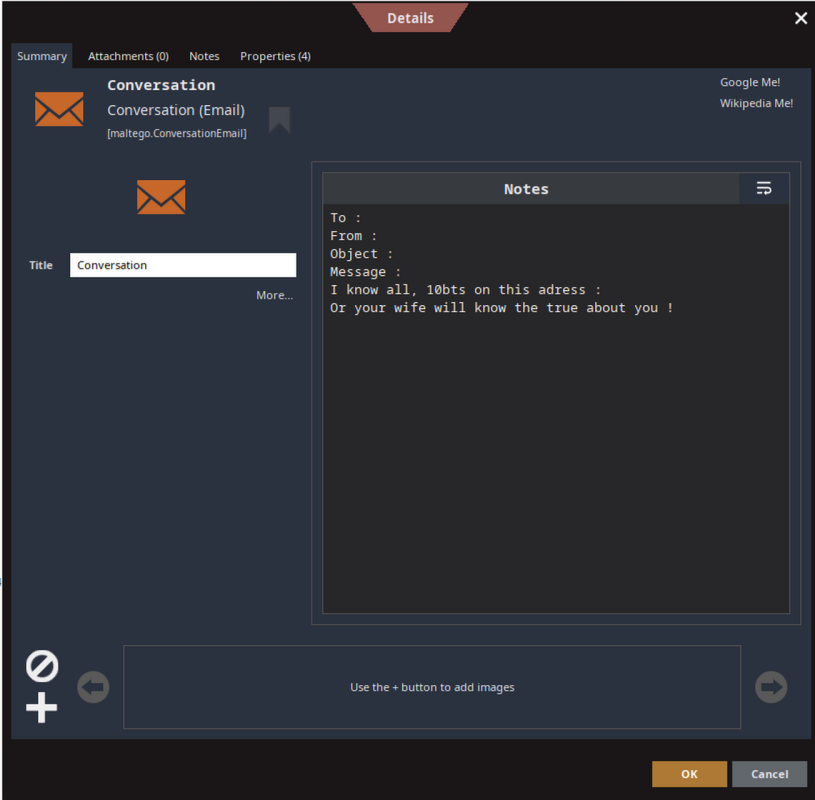 Details
Summary
Attachments (0)
Notes
Properties (4)
Conversation
Conversation (Email)
[maltego.ConversationEmail]
Google Me!
Wikipedia Me!
Title
Conversation
More...
Notes
To :
From :
Object :
Message :
I know all, 10bts on this adress :
Or your wife will know the true about you !
Use the + button to add images
OK
Cancel